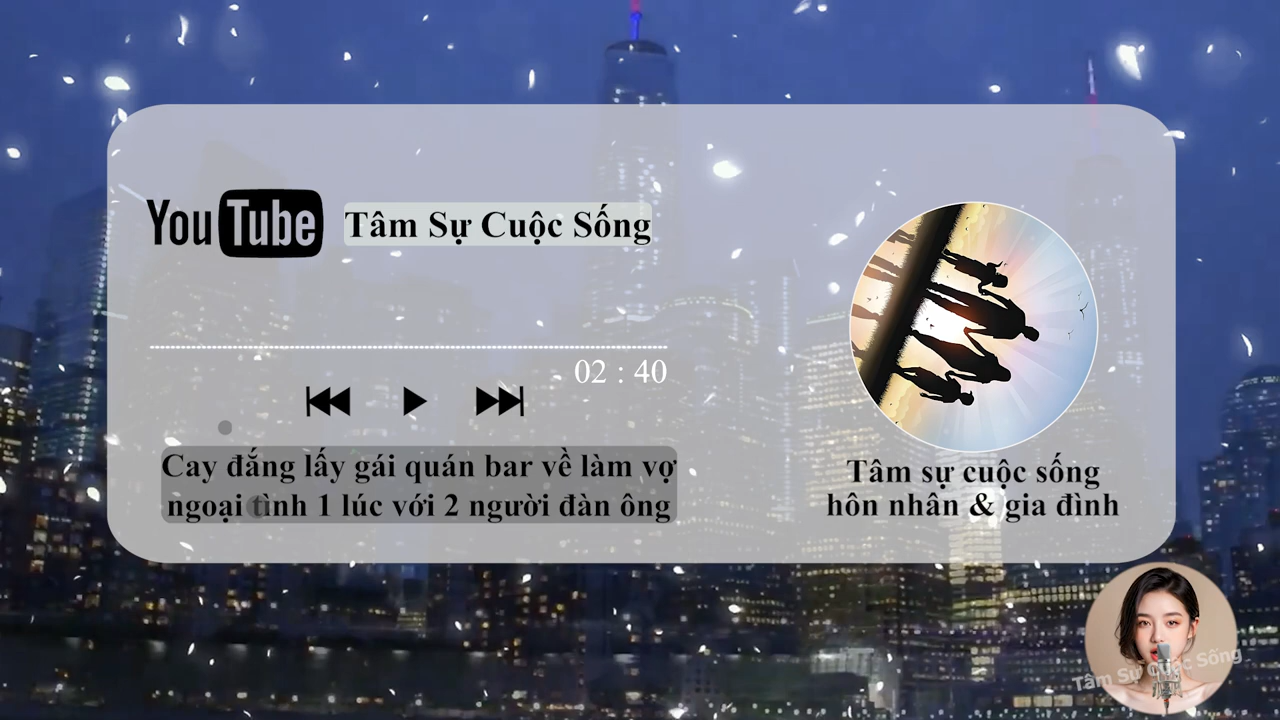 YouTube
Tâm Sự Cuộc Sống
02 : 40
Cay đắng lấy gái quán bar về làm vợ
ngoại tình 1 lúc với 2 người đàn ông
Tâm sự cuộc sống
hôn nhân & gia đình
Tâm Sự Cuộc Sống